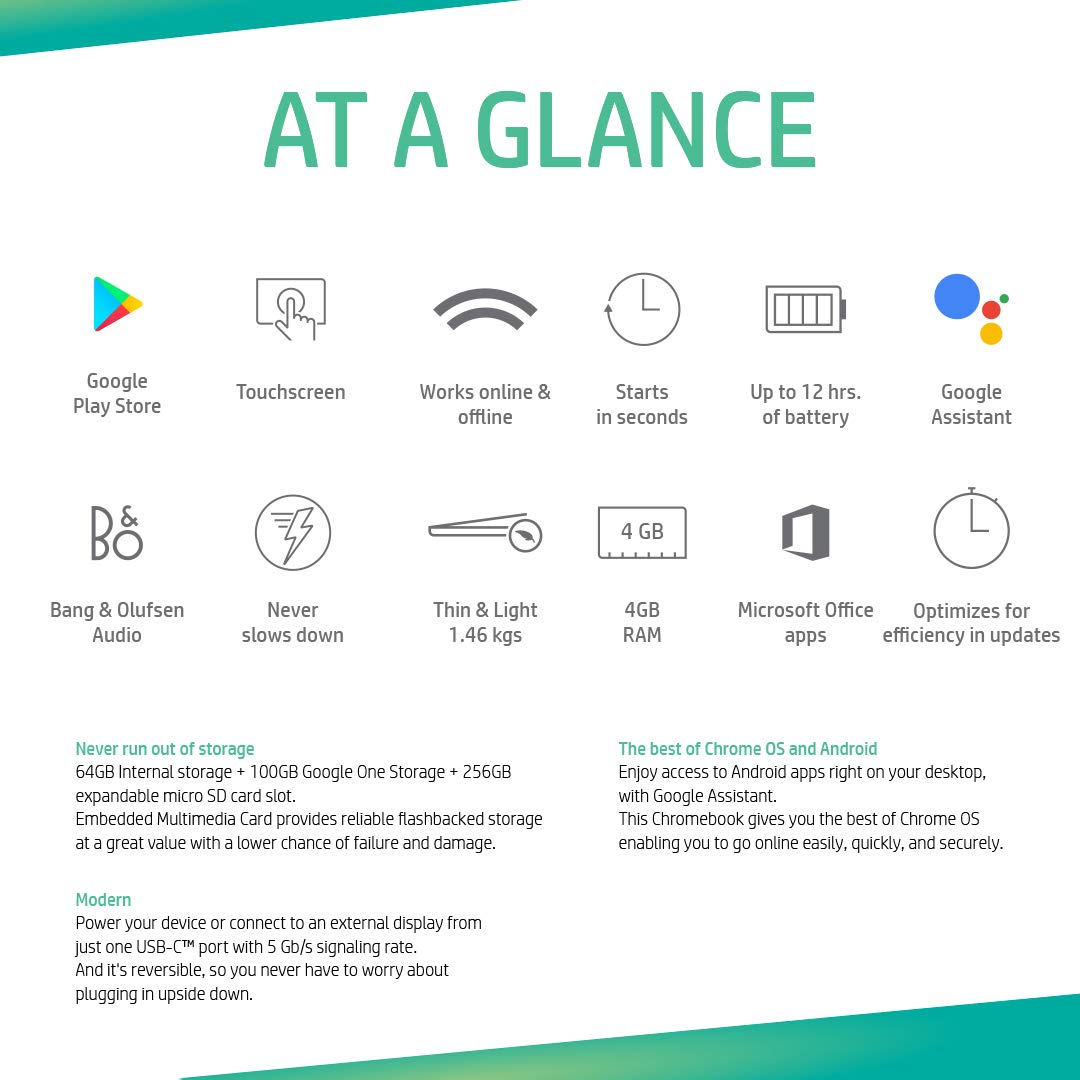 AT A GLANCE
Google
Play Store
Touchscreen
Works online &
offline
Starts
in seconds
Up to 12 hrs.
of battery
Google
Assistant
B&O
4 GB
Bang & Olufsen
Audio
Never
slows down
Thin & Light
1.46 kgs
4GB
RAM
Microsoft Office
apps
Optimizes for
efficiency in updates
Never run out of storage
64GB Internal storage + 100GB Google One Storage + 256GB
expandable micro SD card slot.
Embedded Multimedia Card provides reliable flashbacked storage
at a great value with a lower chance of failure and damage.
The best of Chrome OS and Android
Enjoy access to Android apps right on your desktop,
with Google Assistant.
This Chromebook gives you the best of Chrome OS
enabling you to go online easily, quickly, and securely.
Modern
Power your device or connect to an external display from
just one USB-C™ port with 5 Gb/s signaling rate.
And it's reversible, so you never have to worry about
plugging in upside down.